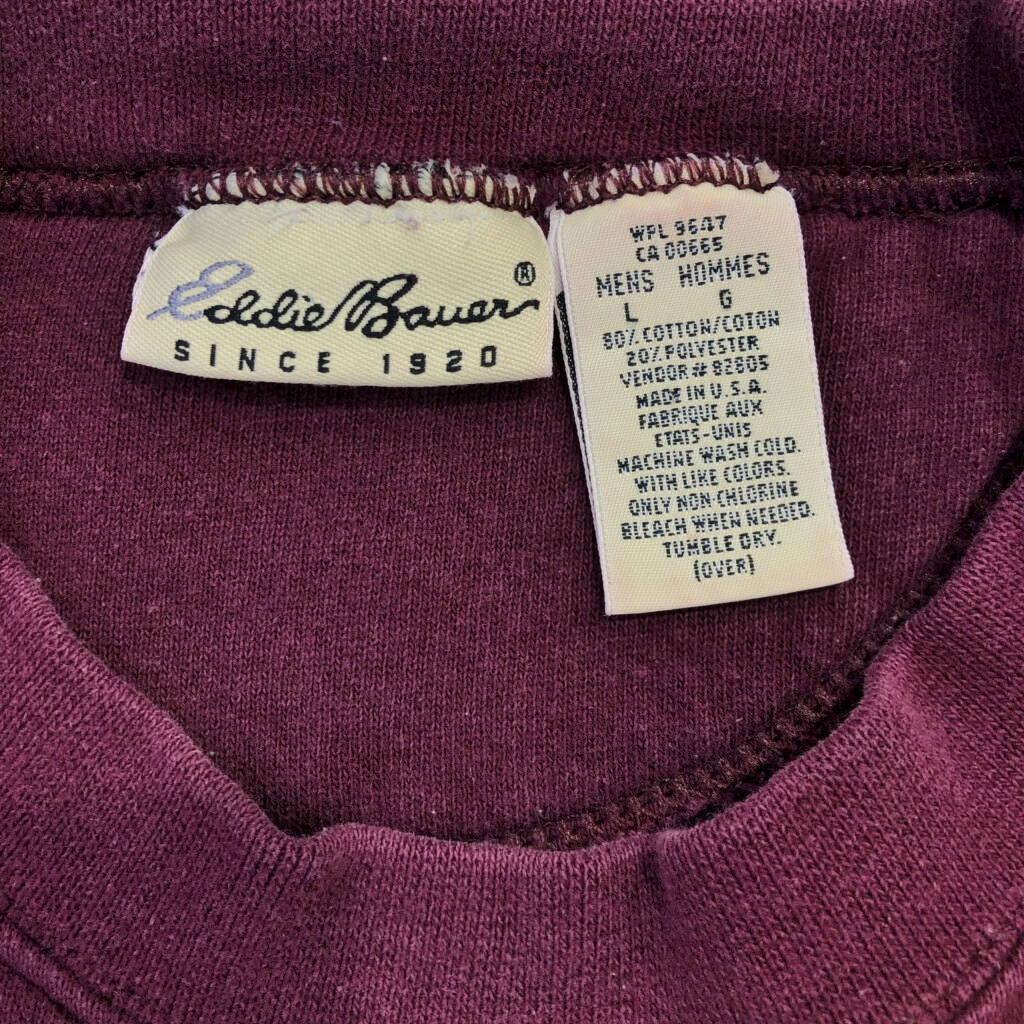 Eddie Bauer®
SINCE 1920
WPL 9647
CA 00665
MENS HOMMES
L G
80% COTTON/COTON
20% POLYESTER
VENDOR # 82805
MADE IN U.S.A.
FABRIQUE AUX
ETATS-UNIS
MACHINE WASH COLD.
WITH LIKE COLORS.
ONLY NON-CHLORINE
BLEACH WHEN NEEDED.
TUMBLE DRY.
(OVER)